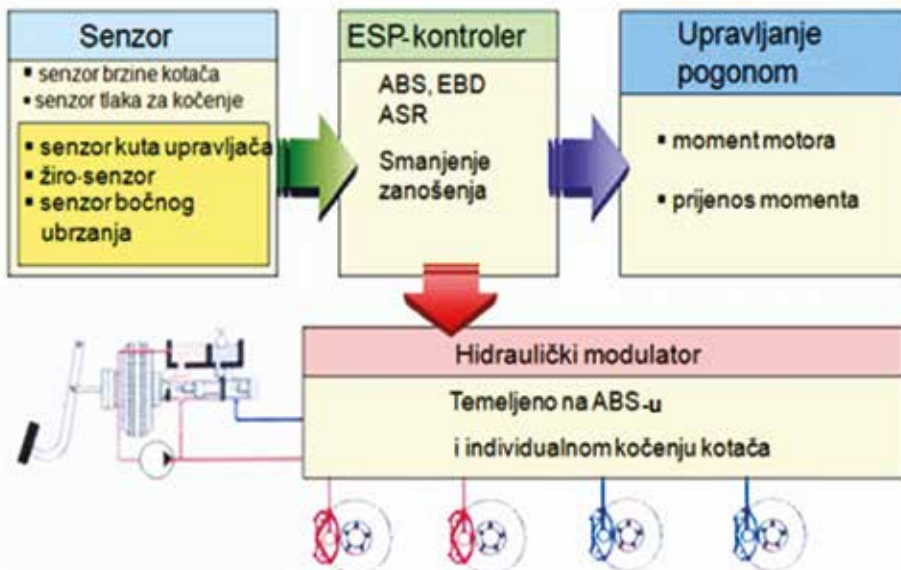 Senzor
▪ senzor brzine kotača
▪ senzor tlaka za kočenje
▪ senzor kuta upravljača
▪ žiro-senzor
▪ senzor bočnog
ubrzanja
ESP-kontroler
ABS, EBD
ASR
Smanjenje
zanošenja
Upravljanje
pogonom
▪ moment motora
▪ prijenos momenta
Hidraulički modulator
Temeljeno na ABS-u
i individualnom kočenju kotača